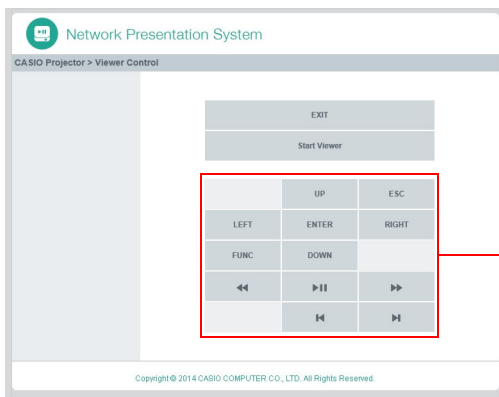 Network Presentation System
CASIO Projector > Viewer Control
EXIT
Start Viewer
UP ESC
LEFT ENTER RIGHT
FUNC DOWN
Copyright © 2014 CASIO COMPUTER CO., LTD. All Rights Reserved.